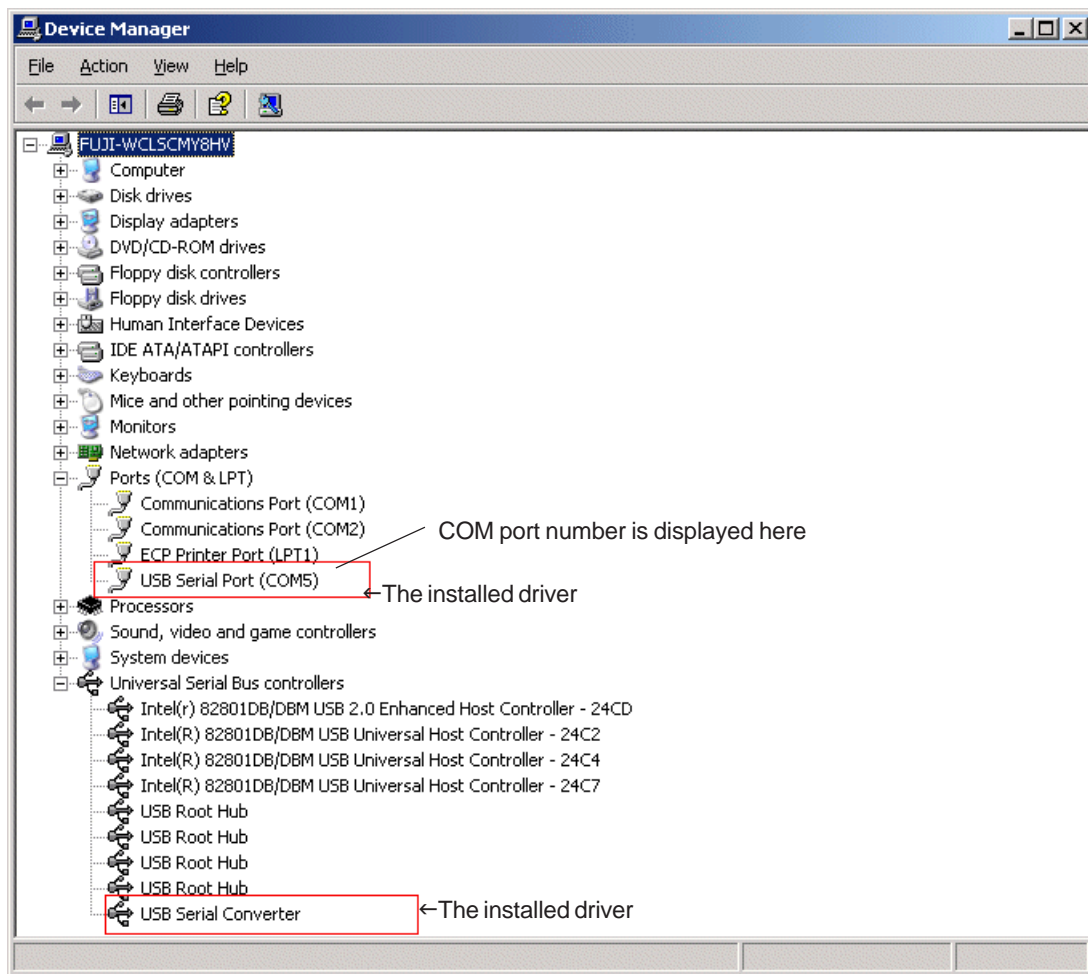 Device Manager
File Action View Help
FUJI-WCLSCMY8HV
Computer
Disk drives
Display adapters
DVD/CD-ROM drives
Floppy disk controllers
Floppy disk drives
Human Interface Devices
IDE ATA/ATAPI controllers
Keyboards
Mice and other pointing devices
Monitors
Network adapters
Ports (COM & LPT)
Communications Port (COM1)
Communications Port (COM2)
COM port number is displayed here
ECP Printer Port (LPT1)
USB Serial Port (COM5)
←The installed driver
Processors
Sound, video and game controllers
System devices
Universal Serial Bus controllers
Intel(r) 82801DB/DBM USB 2.0 Enhanced Host Controller - 24CD
Intel(R) 82801DB/DBM USB Universal Host Controller - 24C2
Intel(R) 82801DB/DBM USB Universal Host Controller - 24C4
Intel(R) 82801DB/DBM USB Universal Host Controller - 24C7
USB Root Hub
USB Root Hub
USB Root Hub
USB Root Hub
USB Serial Converter
←The installed driver